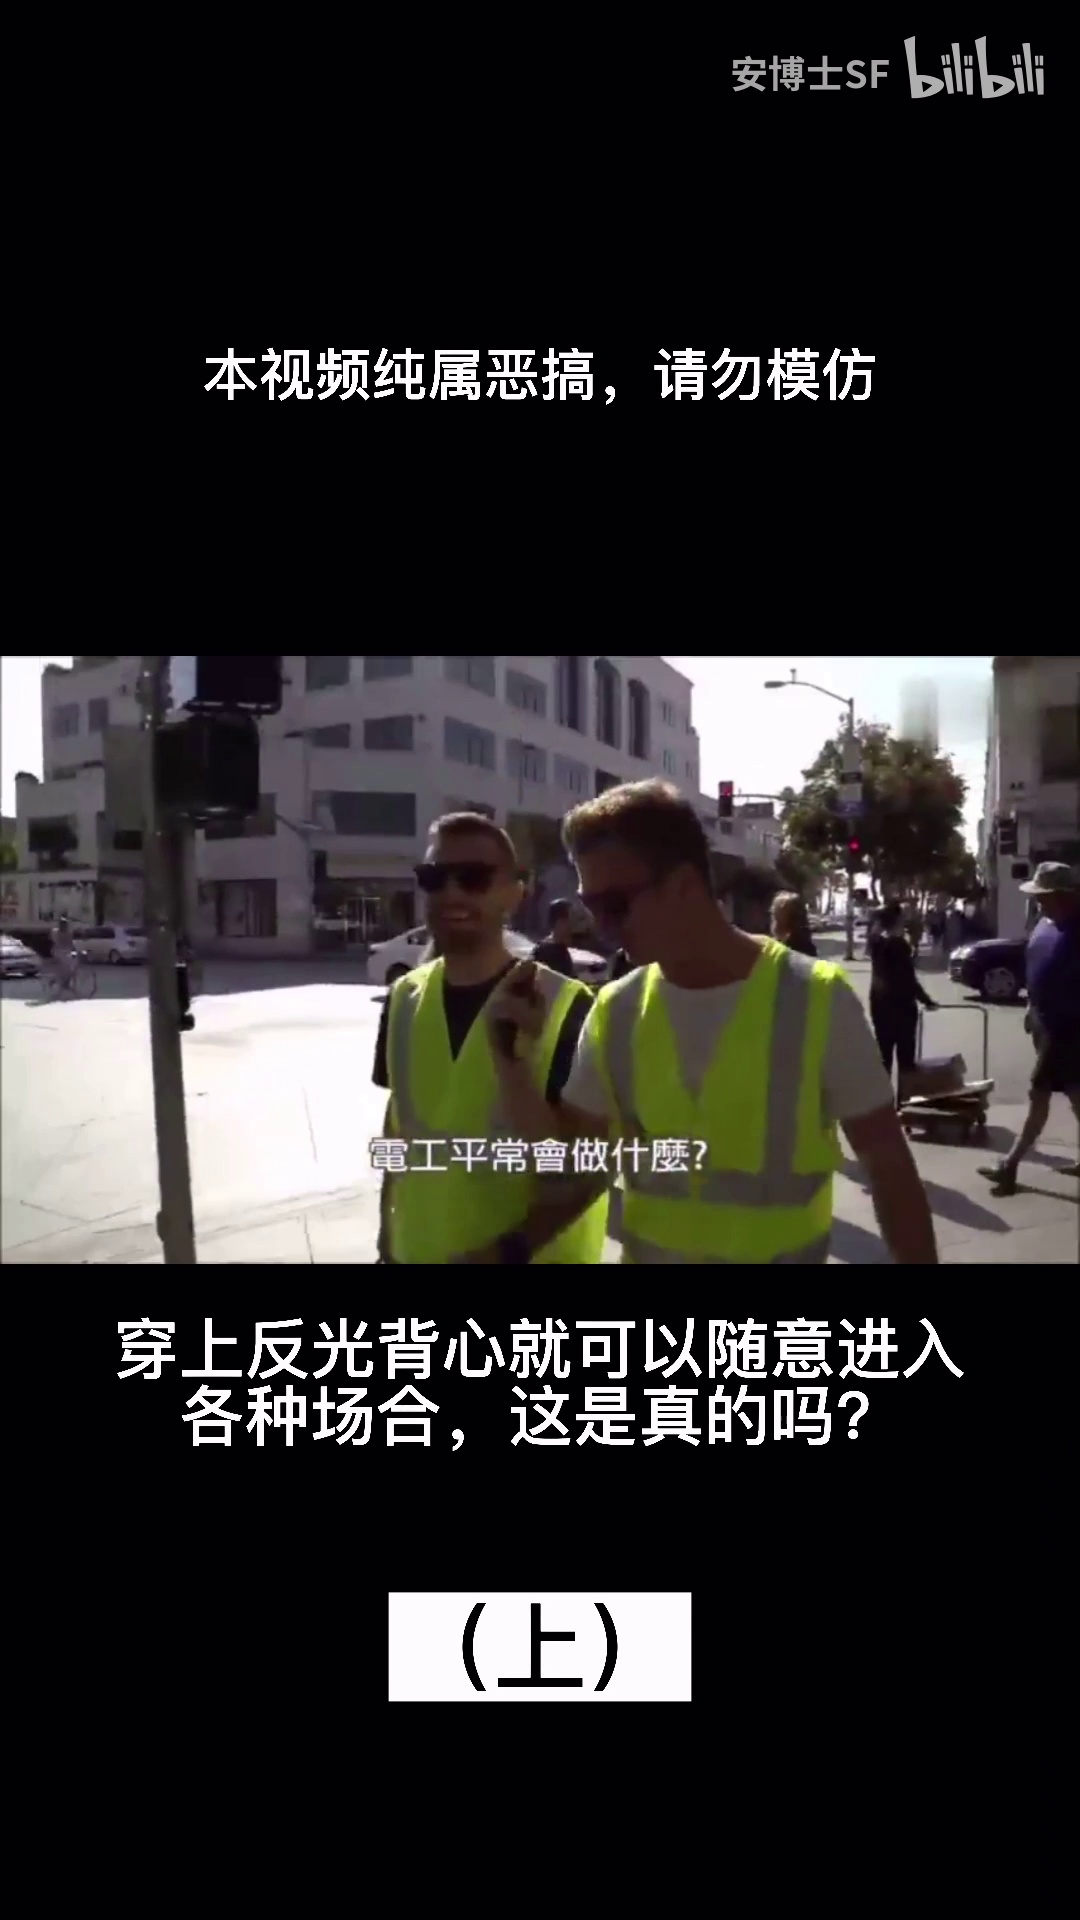 安博士SF bilibili
本视频纯属恶搞，请勿模仿
電工平常會做什麼?
穿上反光背心就可以随意进入
各种场合，这是真的吗？
（上）